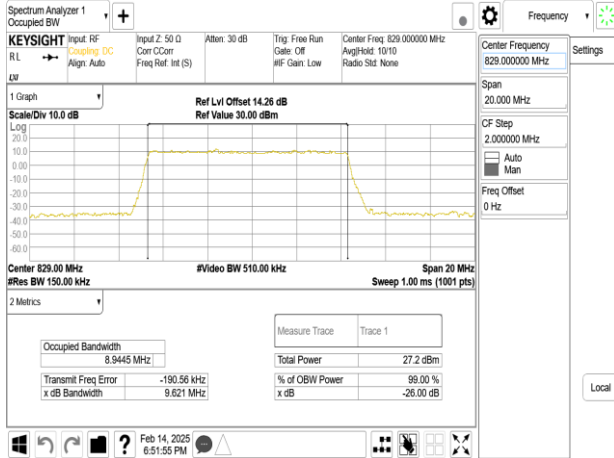 Spectrum Analyzer 1
Occupied BW
Frequency
KEYSIGHT
Input: RF
Coupling: DC
Align: Auto
Input Z: 50 Ω
Corr CCorr
Freq Ref: Int (S)
Atten: 30 dB
Trig: Free Run
Gate: Off
#IF Gain: Low
Center Freq: 829.000000 MHz
Avg|Hold: 10/10
Radio Std: None
RL
Center Frequency
829.000000 MHz
Settings
Span
20.000 MHz
CF Step
2.000000 MHz
Auto
Man
Freq Offset
0 Hz
1 Graph
Scale/Div 10.0 dB
Ref Lvl Offset 14.26 dB
Ref Value 30.00 dBm
Log
20.0
10.0
0.00
-10.0
-20.0
-30.0
-40.0
-50.0
-60.0
Center 829.00 MHz
#Video BW 510.00 kHz
Span 20 MHz
#Res BW 150.00 kHz
Sweep 1.00 ms (1001 pts)
2 Metrics
Measure Trace
Trace 1
Occupied Bandwidth
8.9445 MHz
Total Power
27.2 dBm
Transmit Freq Error
-190.56 kHz
% of OBW Power
99.00 %
x dB Bandwidth
9.621 MHz
x dB
-26.00 dB
Local
?
Feb 14, 2025
6:51:55 PM